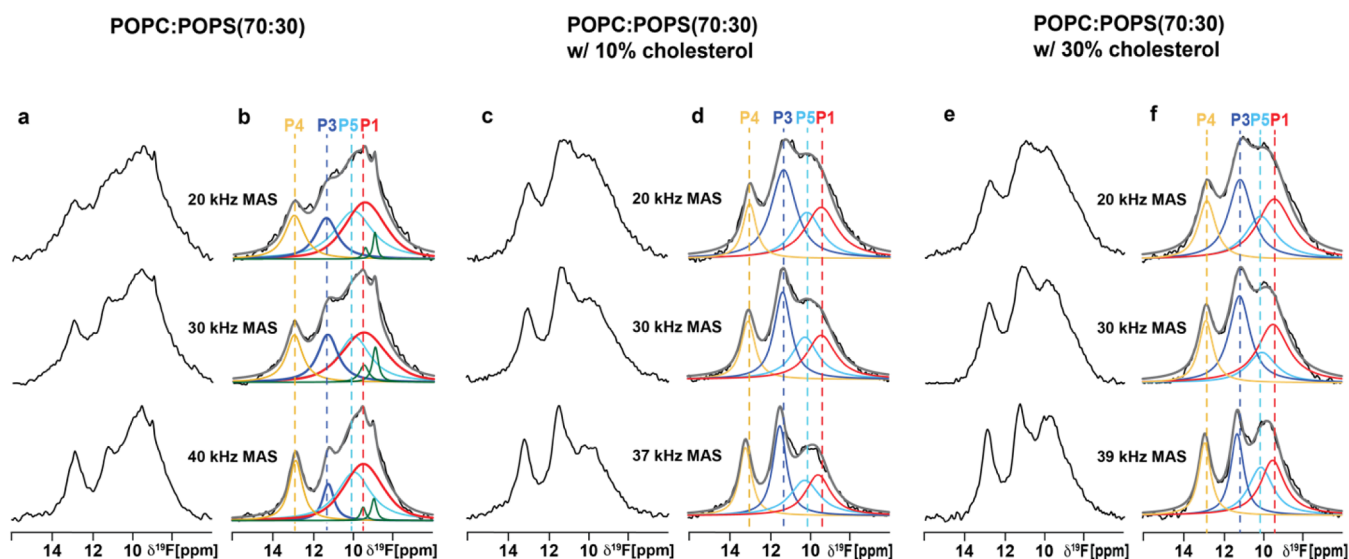 POPC:POPS(70:30)
POPC:POPS(70:30)
w/ 10% cholesterol
POPC:POPS(70:30)
w/ 30% cholesterol
a
b
c
d
e
f
P4 P3 P5 P1
P4 P3 P5 P1
P4 P3 P5 P1
20 kHz MAS
20 kHz MAS
20 kHz MAS
30 kHz MAS
30 kHz MAS
30 kHz MAS
40 kHz MAS
37 kHz MAS
39 kHz MAS
14 12 10 δ¹⁹F[ppm]
14 12 10 δ¹⁹F[ppm]
14 12 10 δ¹⁹F[ppm]
14 12 10 δ¹⁹F[ppm]
14 12 10 δ¹⁹F[ppm]
14 12 10 δ¹⁹F[ppm]